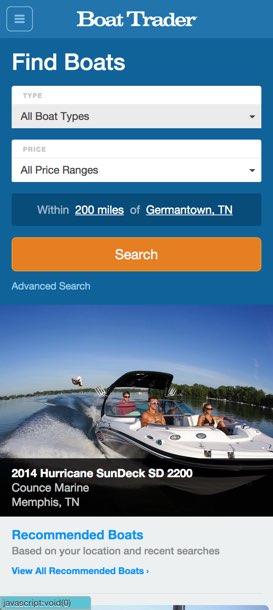 Boat Trader
Find Boats
TYPE
All Boat Types
PRICE
All Price Ranges
Within 200 miles of Germantown, TN
Search
Advanced Search
2014 Hurricane SunDeck SD 2200
Counce Marine
Memphis, TN
Recommended Boats
Based on your location and recent searches
View All Recommended Boats ›
javascript:void(0)